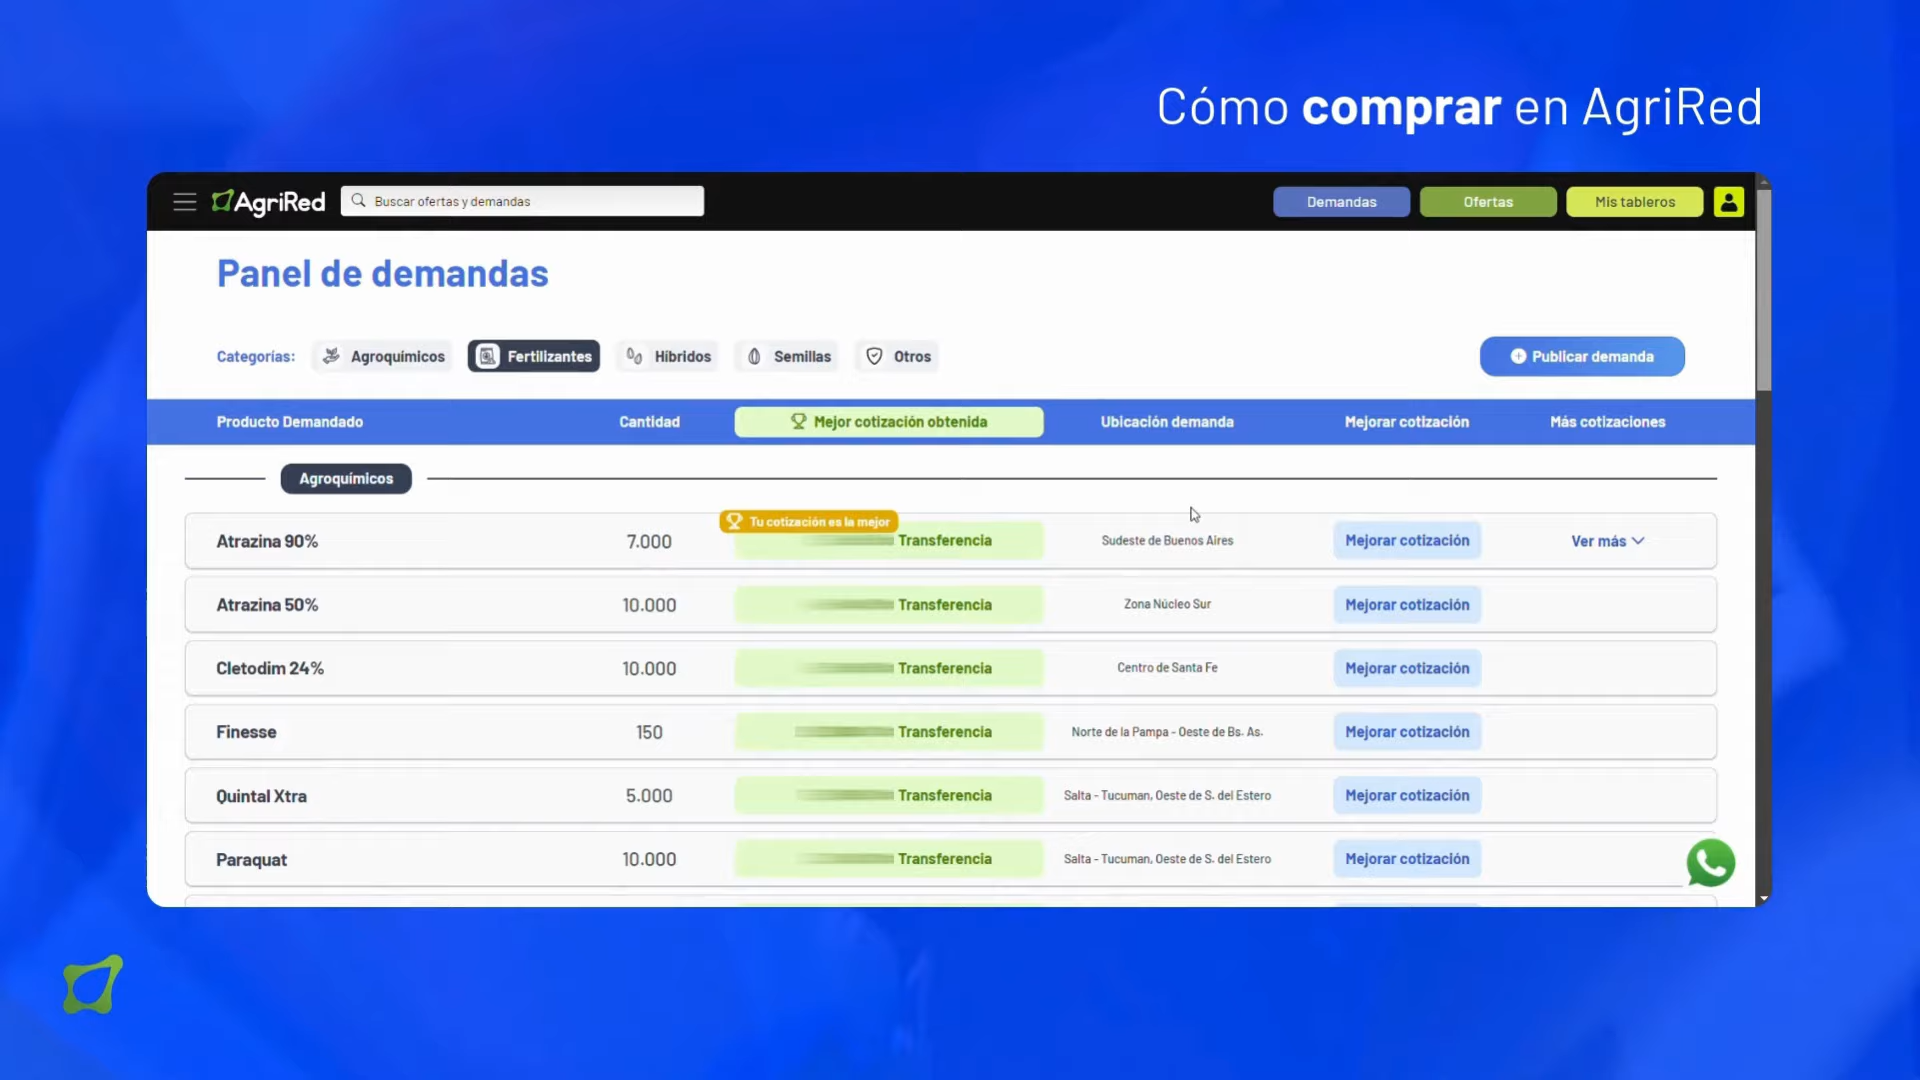 Cómo comprar en AgriRed
AgriRed
Buscar ofertas y demandas
Demandas
Ofertas
Mis tableros
Panel de demandas
Categorías:
Agroquímicos
Fertilizantes
Híbridos
Semillas
Otros
Publicar demanda
Producto Demandado
Cantidad
Mejor cotización obtenida
Ubicación demanda
Mejorar cotización
Más cotizaciones
Agroquímicos
Tu cotización es la mejor
Atrazina 90%
7.000
Transferencia
Sudeste de Buenos Aires
Mejorar cotización
Ver más
Atrazina 50%
10.000
Transferencia
Zona Núcleo Sur
Mejorar cotización
Cletodim 24%
10.000
Transferencia
Centro de Santa Fe
Mejorar cotización
Finesse
150
Transferencia
Norte de la Pampa - Oeste de Bs. As.
Mejorar cotización
Quintal Xtra
5.000
Transferencia
Salta - Tucuman, Oeste de S. del Estero
Mejorar cotización
Paraquat
10.000
Transferencia
Salta - Tucuman, Oeste de S. del Estero
Mejorar cotización